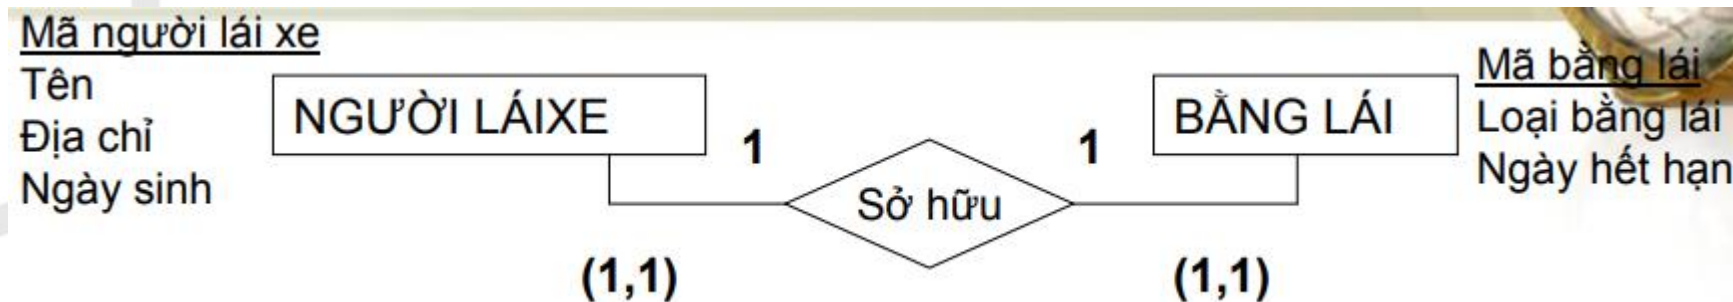 Mã người lái xe
Tên
Địa chỉ
Ngày sinh
NGƯỜI LÁIXE
1
(1,1)
Sở hữu
1
(1,1)
BẰNG LÁI
Mã bằng lái
Loại bằng lái
Ngày hết hạn